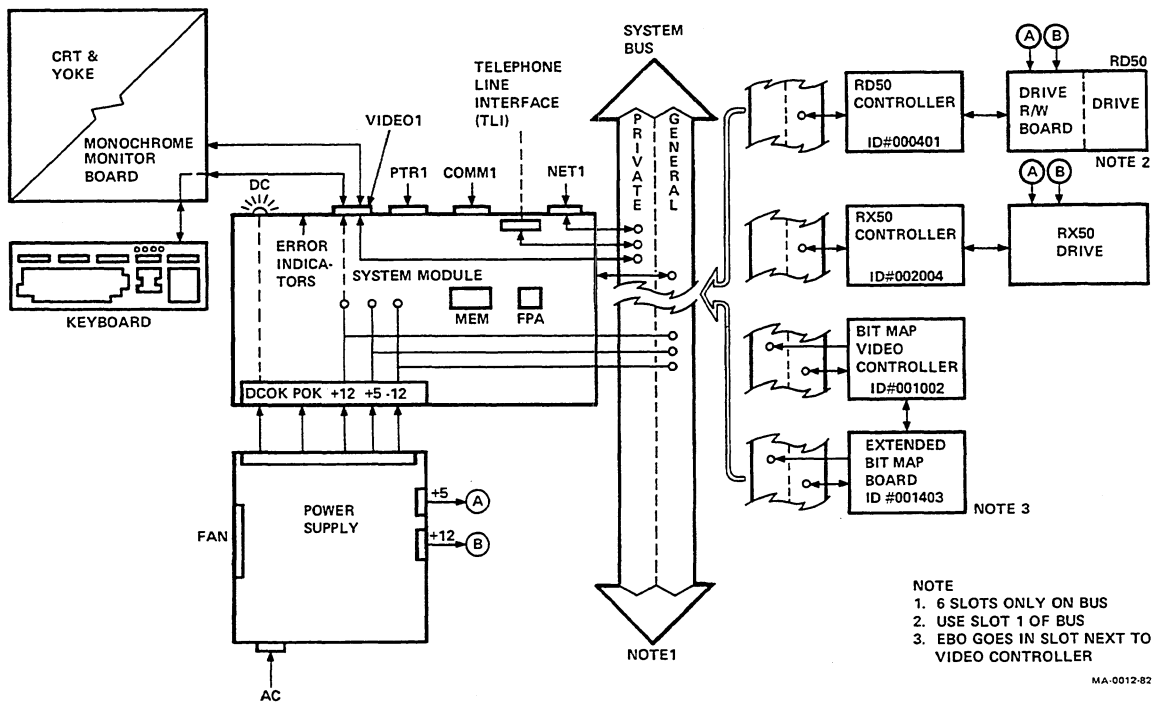 CRT &
YOKE
MONOCHROME
MONITOR
BOARD
KEYBOARD
DC
VIDEO1
PTR1
COMM1
TELEPHONE
LINE
INTERFACE
(TLI)
NET1
ERROR
INDICA-
TORS
SYSTEM MODULE
MEM
FPA
DCOK POK +12 +5 -12
POWER
SUPPLY
FAN
+5
A
+12
B
AC
SYSTEM
BUS
PRIVATE
GENERAL
NOTE1
RD50
CONTROLLER
ID#000401
A B
RD50
DRIVE
R/W
BOARD
DRIVE
NOTE 2
RX50
CONTROLLER
ID#002004
A B
RX50
DRIVE
BIT MAP
VIDEO
CONTROLLER
ID#001002
EXTENDED
BIT MAP
BOARD
ID #001403
NOTE 3
NOTE
1. 6 SLOTS ONLY ON BUS
2. USE SLOT 1 OF BUS
3. EBO GOES IN SLOT NEXT TO
VIDEO CONTROLLER
MA-0012-82